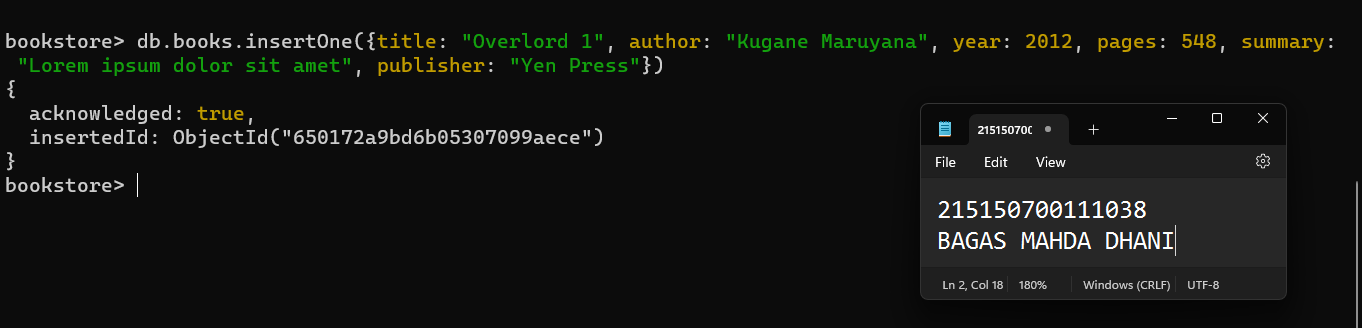 bookstore> db.books.insertOne({title: "Overlord 1", author: "Kugane Maruyana", year: 2012, pages: 548, summary:
"Lorem ipsum dolor sit amet", publisher: "Yen Press"})
{
acknowledged: true,
insertedId: ObjectId("650172a9bd6b05307099aece")
}
bookstore>
21515070(
File Edit View
215150700111038
BAGAS MAHDA DHANI
Ln 2, Col 18 180% Windows (CRLF) UTF-8